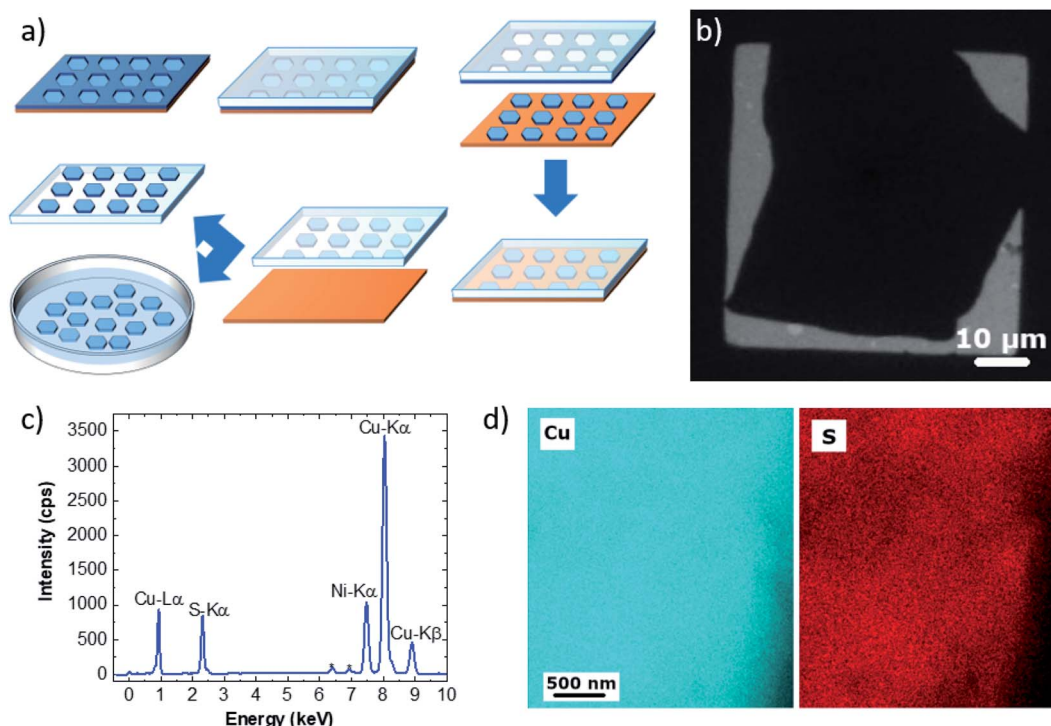 a)
b)
10 μm
c)
Intensity (cps)
3500
3000
2500
2000
1500
1000
500
0
Cu-Lα
S-Kα
Ni-Kα
Cu-Kα
Cu-Kβ
* *
0 1 2 3 4 5 6 7 8 9 10
Energy (keV)
d)
Cu
500 nm
S